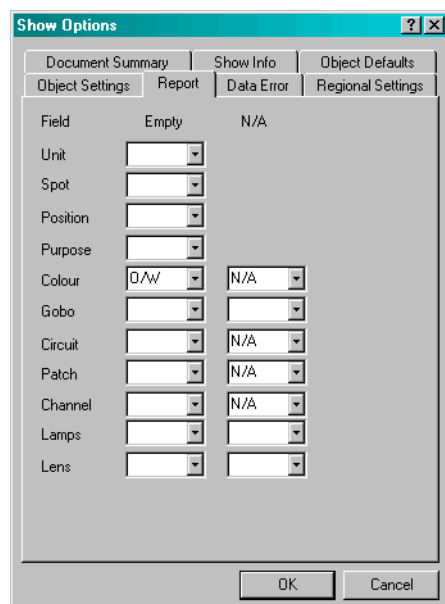 Show Options
Document Summary Show Info Object Defaults
Object Settings Report Data Error Regional Settings
Field Empty N/A
Unit
Spot
Position
Purpose
Colour O/W N/A
Gobo
Circuit N/A
Patch N/A
Channel N/A
Lamps
Lens
OK Cancel